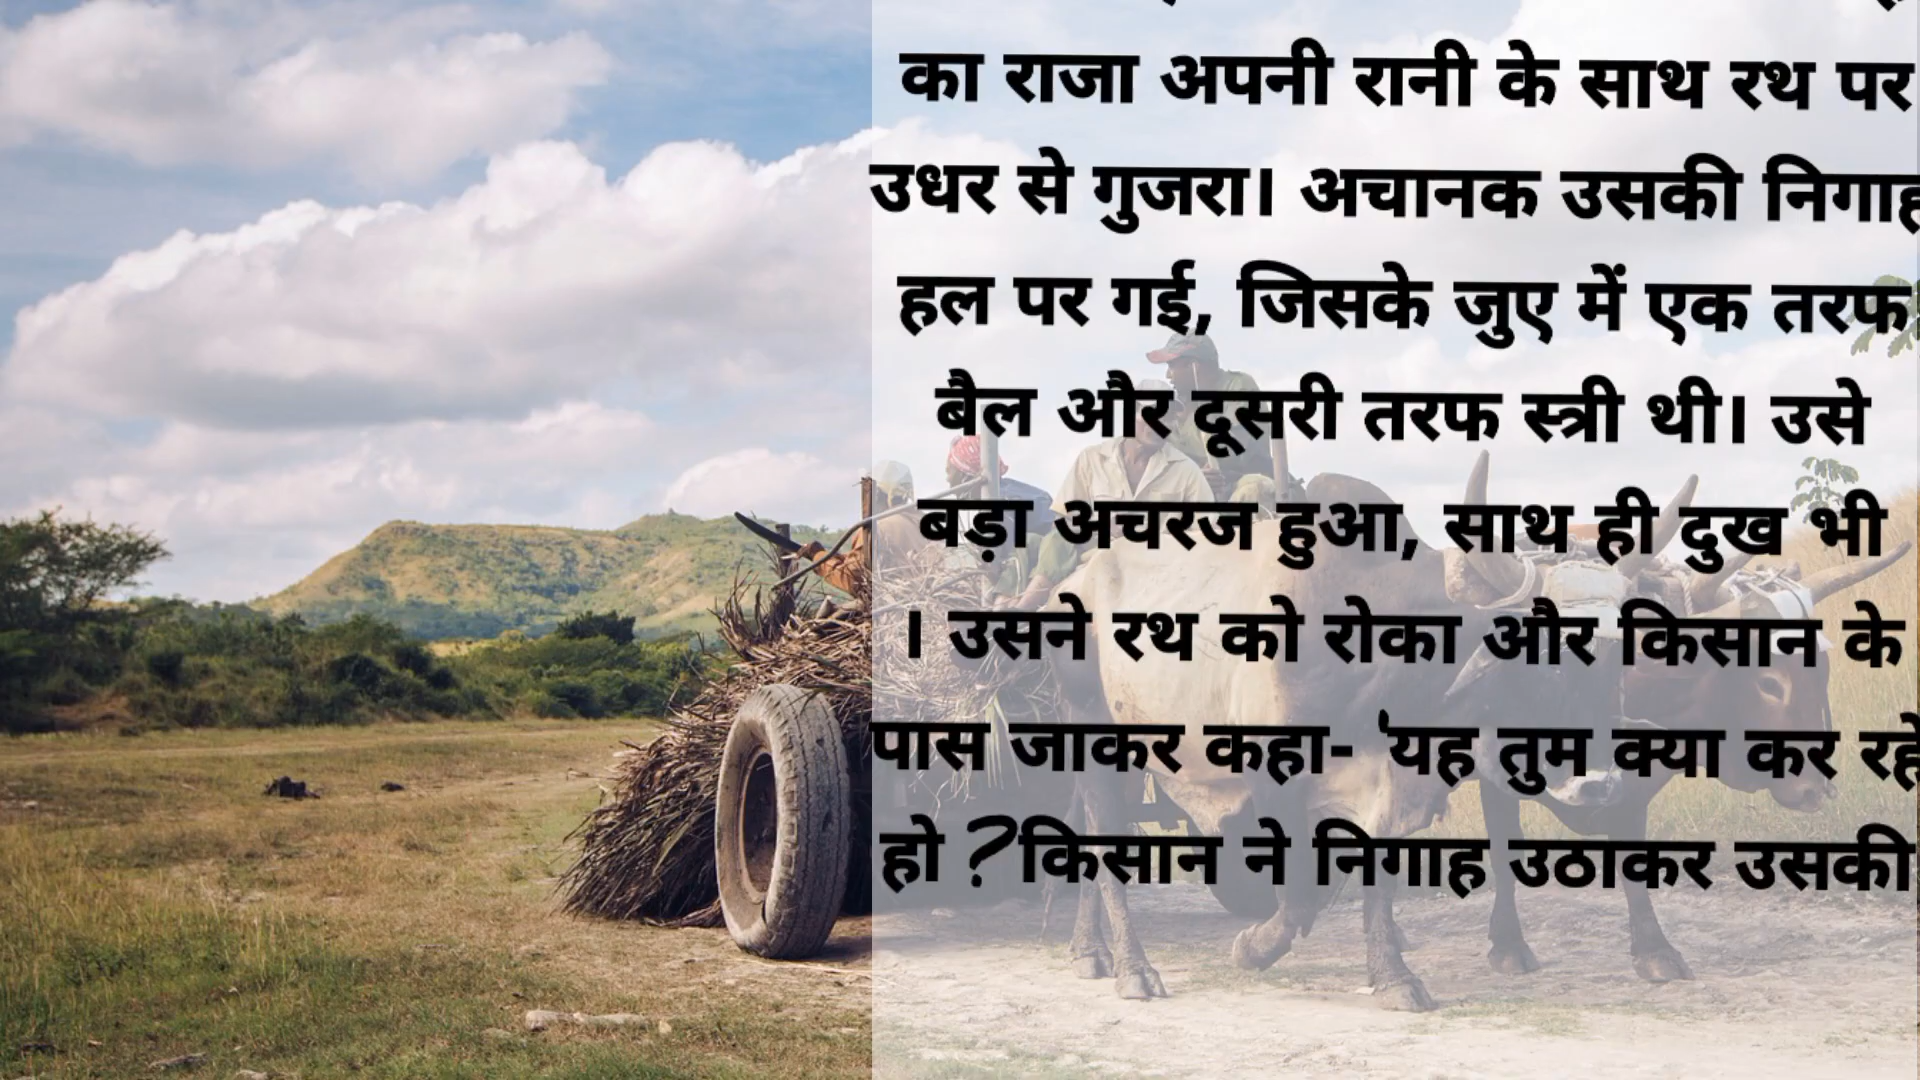 का राजा अपनी रानी के साथ रथ पर
उधर से गुजरा। अचानक उसकी निगाह
हल पर गई, जिसके जुए में एक तरफ
बैल और दूसरी तरफ स्त्री थी। उसे
बड़ा अचरज हुआ, साथ ही दुख भी
। उसने रथ को रोका और किसान के
पास जाकर कहा- 'यह तुम क्या कर रहे
हो ?किसान ने निगाह उठाकर उसकी